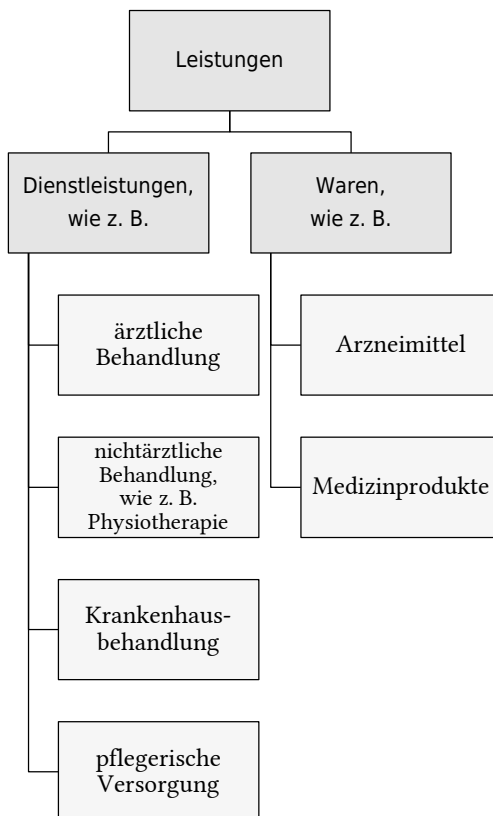 Leistungen
Dienstleistungen,
wie z. B.
Waren,
wie z. B.
ärztliche
Behandlung
Arzneimittel
nichtärztliche
Behandlung,
wie z. B.
Physiotherapie
Medizinprodukte
Krankenhaus-
behandlung
pflegerische
Versorgung